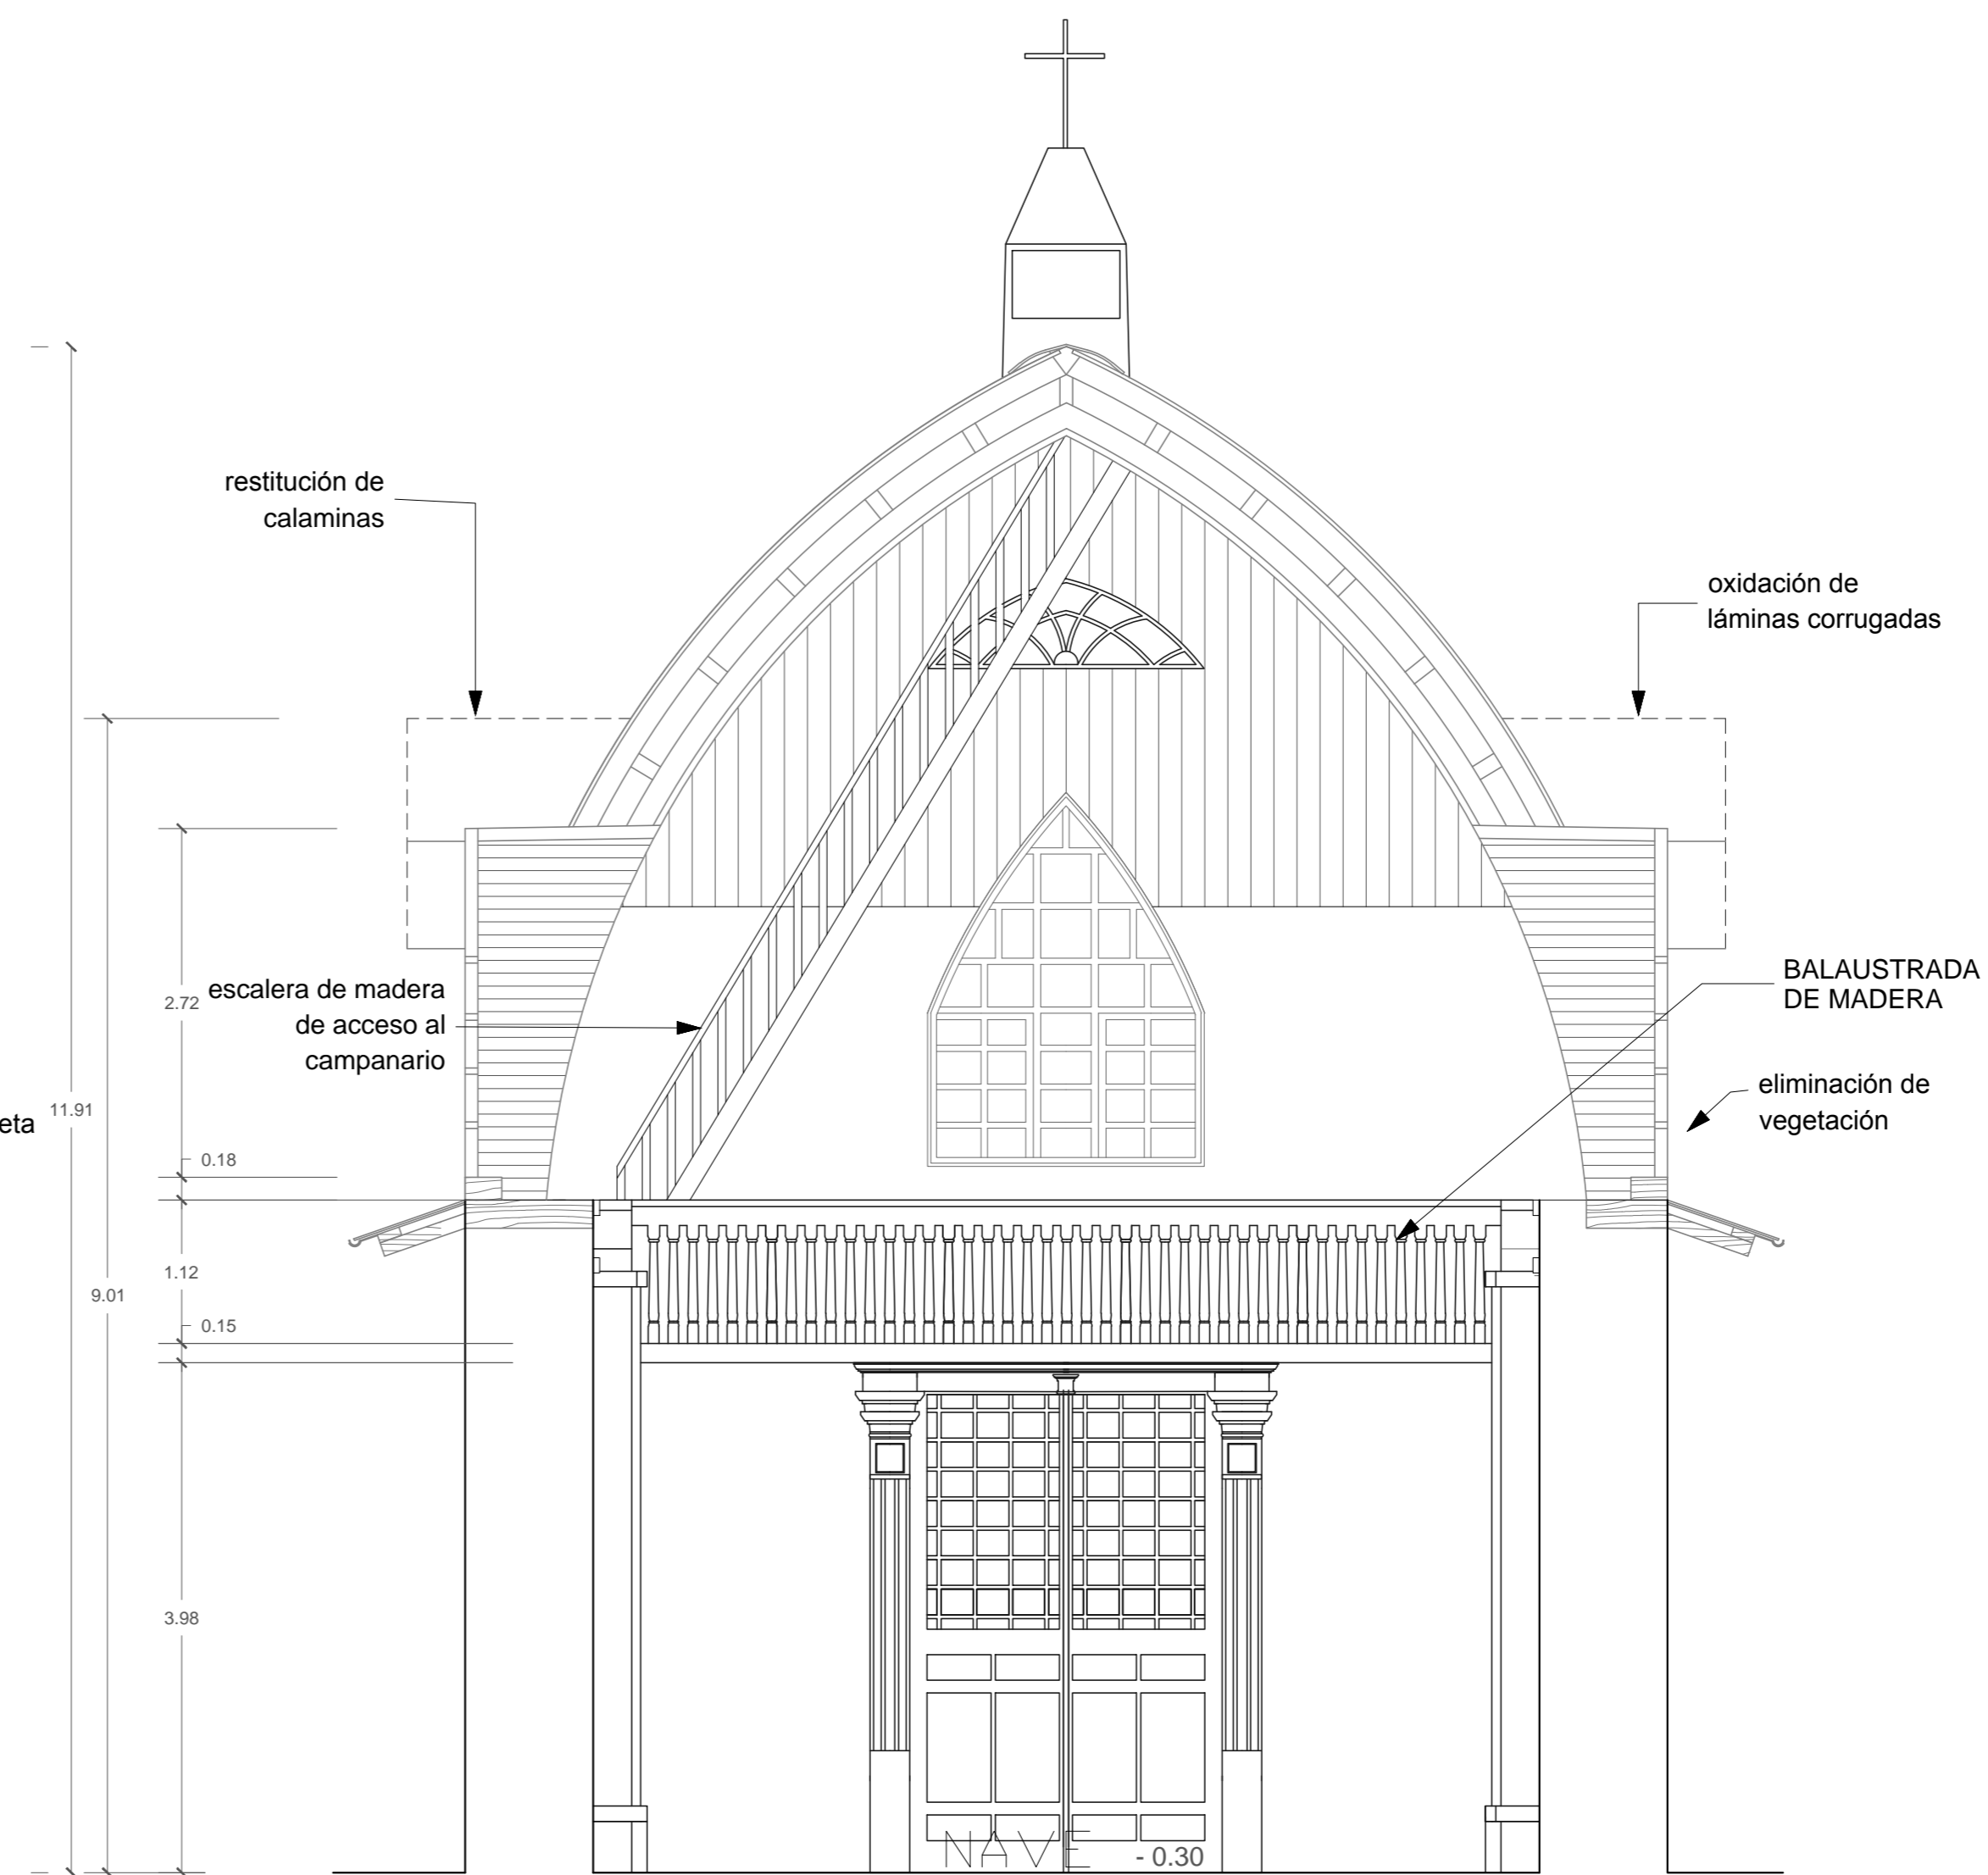 restitución de
calaminas
oxidación de
láminas corrugadas
BALAUSTRADA
DE MADERA
escalera de madera
de acceso al
campanario
eliminación de
vegetación
eta
2.72
11.91
0.18
1.12
9.01
0.15
3.98
NAVE
- 0.30